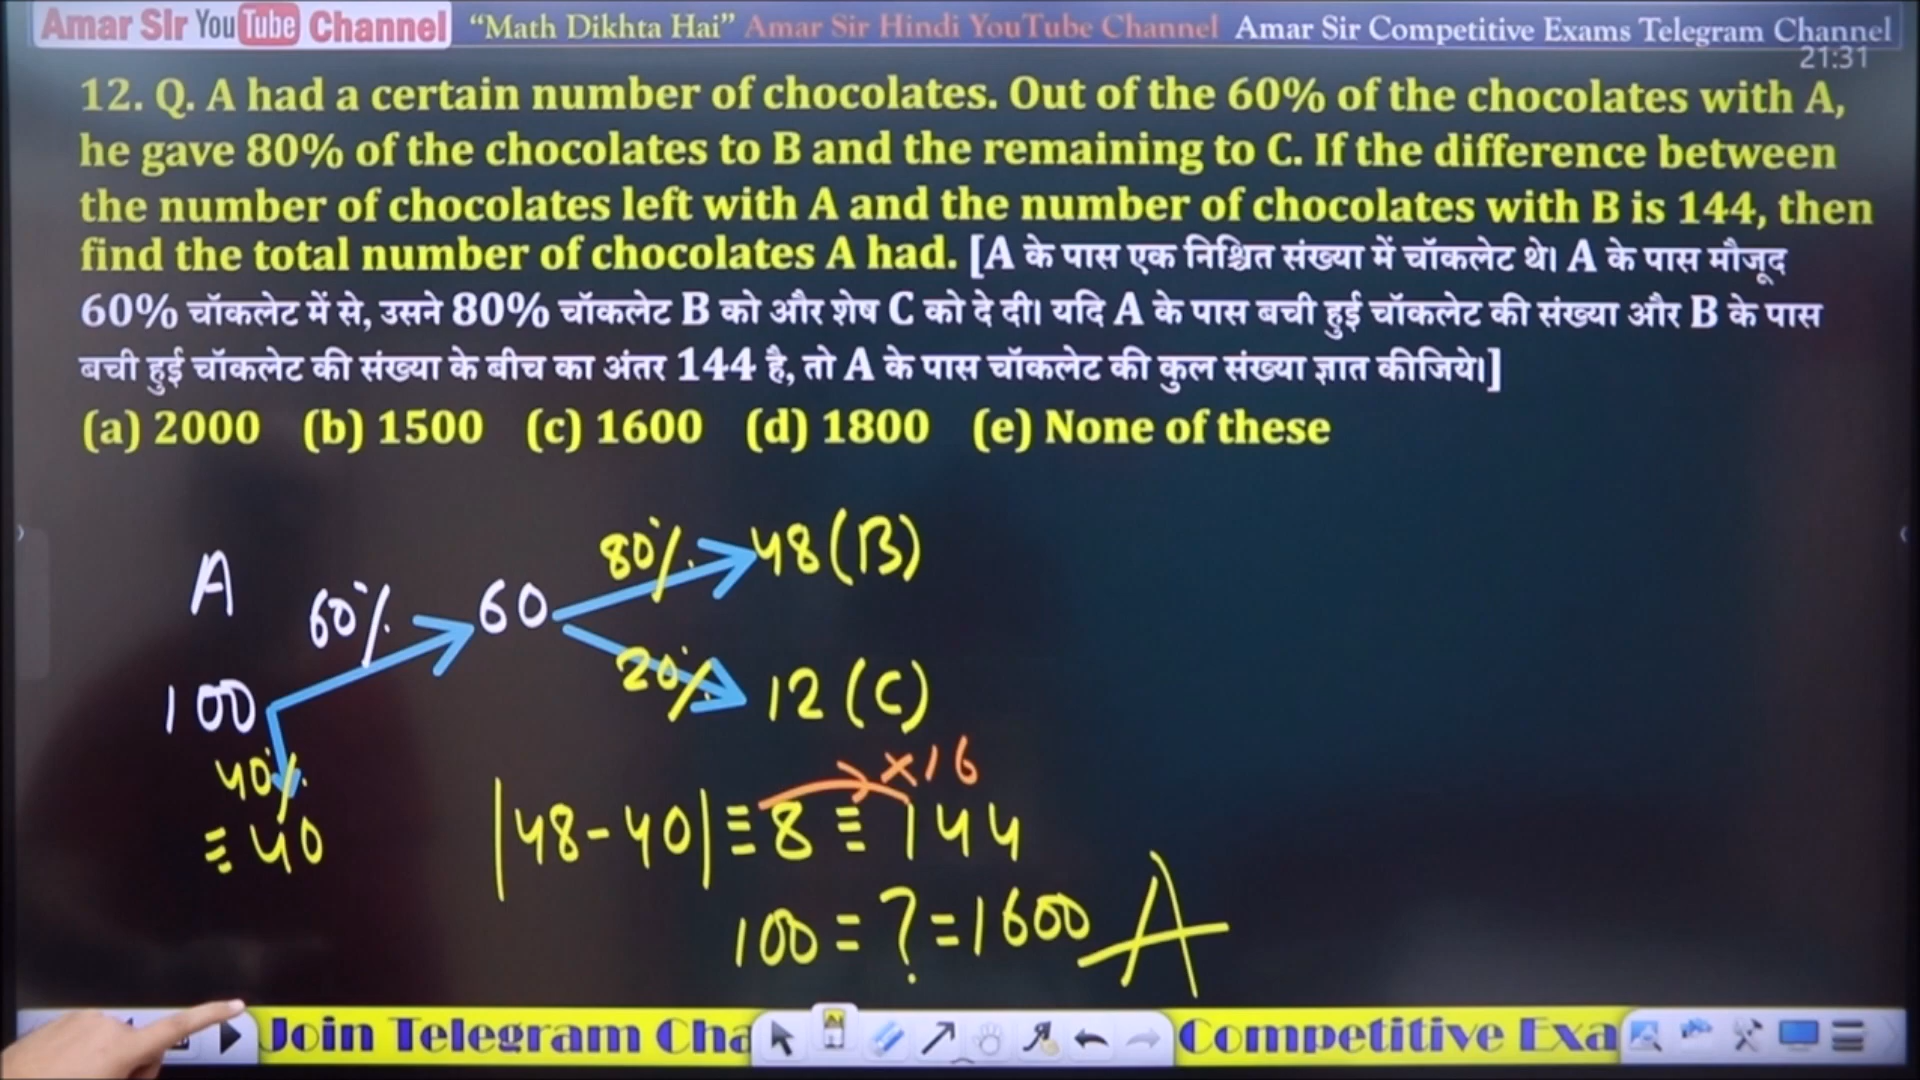 Amar Sir YouTube Channel "Math Dikhta Hai" Amar Sir Hindi YouTube Channel Amar Sir Competitive Exams Telegram Channel
21:31
12. Q. A had a certain number of chocolates. Out of the 60% of the chocolates with A,
he gave 80% of the chocolates to B and the remaining to C. If the difference between
the number of chocolates left with A and the number of chocolates with B is 144, then
find the total number of chocolates A had. [A के पास एक निश्चित संख्या में चॉकलेट थे। A के पास मौजूद
60% चॉकलेट में से, उसने 80% चॉकलेट B को और शेष C को दे दी। यदि A के पास बची हुई चॉकलेट की संख्या और B के पास
बची हुई चॉकलेट की संख्या के बीच का अंतर 144 है, तो A के पास चॉकलेट की कुल संख्या ज्ञात कीजिये।]
(a) 2000 (b) 1500 (c) 1600 (d) 1800 (e) None of these
80% 48 (B)
A 60% 60
20% 12 (C)
100
40%
≡ 40
×16
|48-40| ≡ 8 ≡ 144
100 = ? = 1600 A
Join Telegram Cha
Competitive Exa